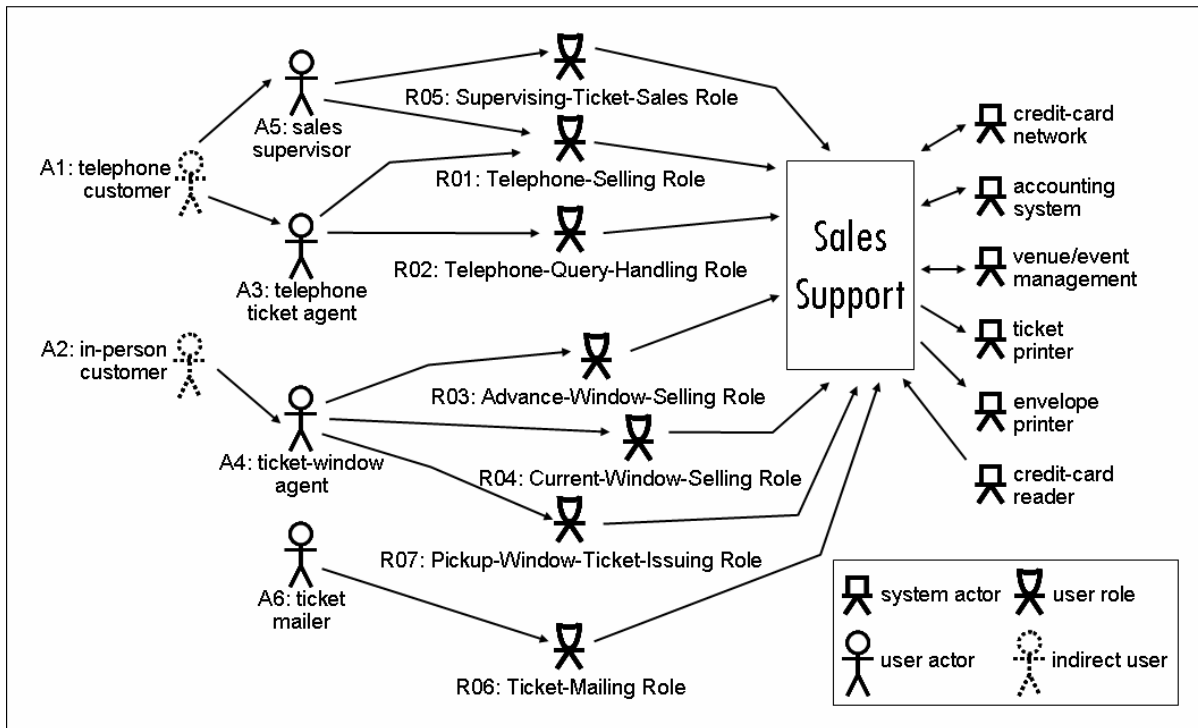 R05: Supervising-Ticket-Sales Role
A5: sales
supervisor
A1: telephone
customer
R01: Telephone-Selling Role
R02: Telephone-Query-Handling Role
A3: telephone
ticket agent
A2: in-person
customer
R03: Advance-Window-Selling Role
A4: ticket-window
agent
R04: Current-Window-Selling Role
R07: Pickup-Window-Ticket-Issuing Role
A6: ticket
mailer
R06: Ticket-Mailing Role
Sales
Support
credit-card
network
accounting
system
venue/event
management
ticket
printer
envelope
printer
credit-card
reader
system actor
user role
user actor
indirect user